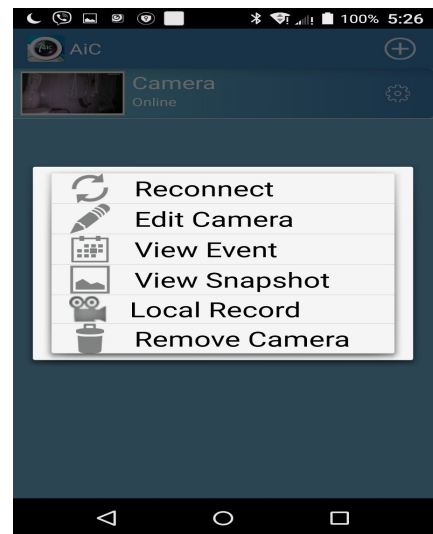 100% 5:26
AiC
Camera
Online
Reconnect
Edit Camera
View Event
View Snapshot
Local Record
Remove Camera